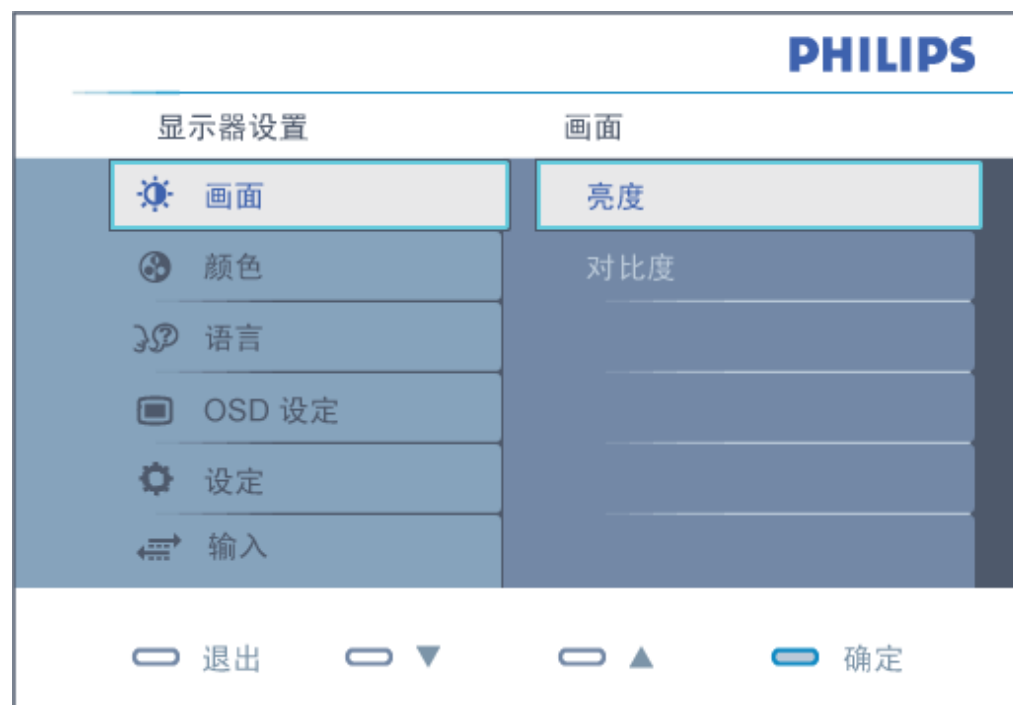 PHILIPS
显示器设置 画面
画面 亮度
颜色 对比度
语言
OSD 设定
设定
输入
退出 ▼ ▲ 确定